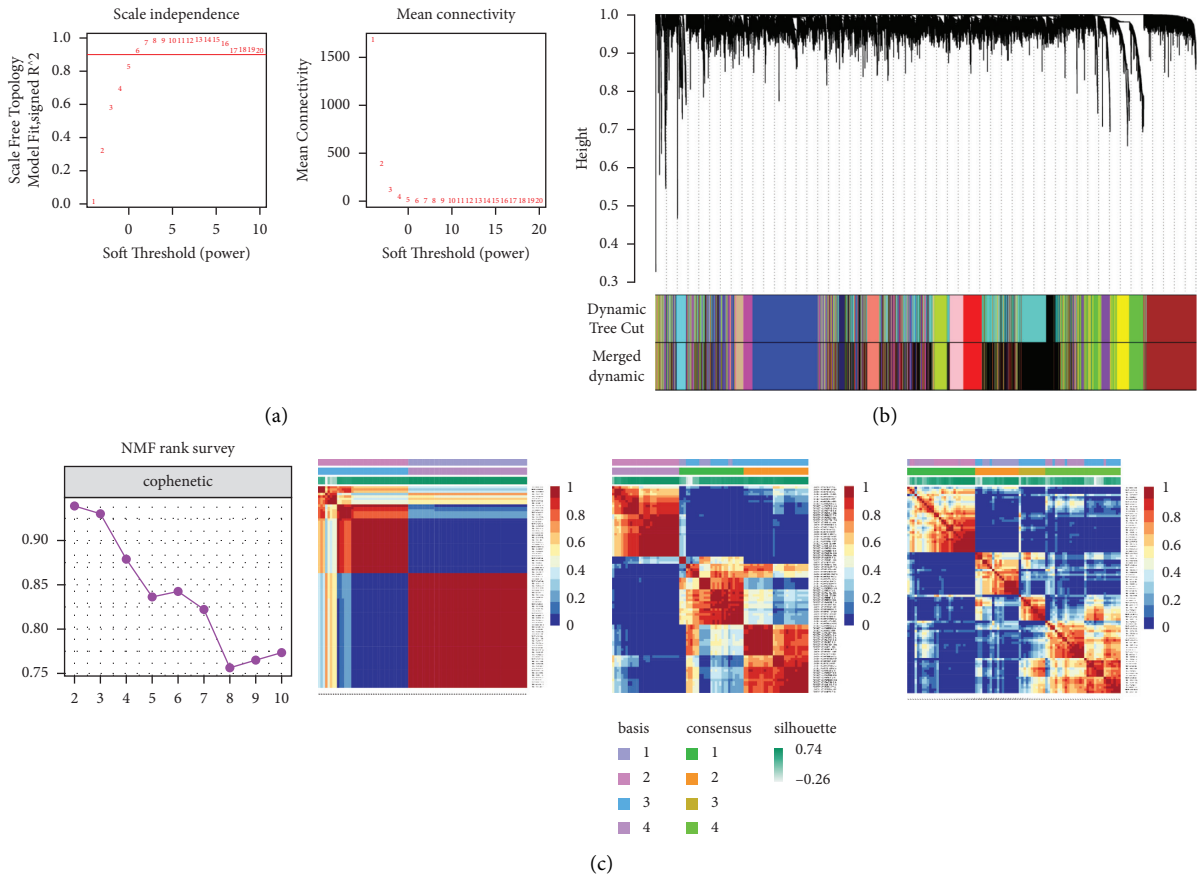 Scale independence
Scale Free Topology
Model Fit,signed R^2
1.0
0.8
0.6
0.4
0.2
0.0
1
2
3
4
5
6
7 8 9 10 11 12 13 14 15
16
17 18 19 20
0 5 5 10
Soft Threshold (power)
Mean connectivity
Mean Connectivity
1500
1000
500
0
1
2
3
4
5 6 7 8 9 10 11 12 13 14 15 16 17 18 19 20
0 10 20
Soft Threshold (power)
(a)
Height
1.0
0.9
0.8
0.7
0.6
0.5
1.0
0.4
0.3
Dynamic
Tree Cut
Merged
dynamic
(b)
NMF rank survey
cophenetic
0.90
0.85
0.80
0.75
2 3 4 5 6 7 8 9 10
1
0.8
0.6
0.4
0.2
0
1
0.8
0.6
0.4
0.2
0
1
0.8
0.6
0.4
0.2
0
basis
1
2
3
4
consensus
1
2
3
4
silhouette
0.74
−0.26
(c)